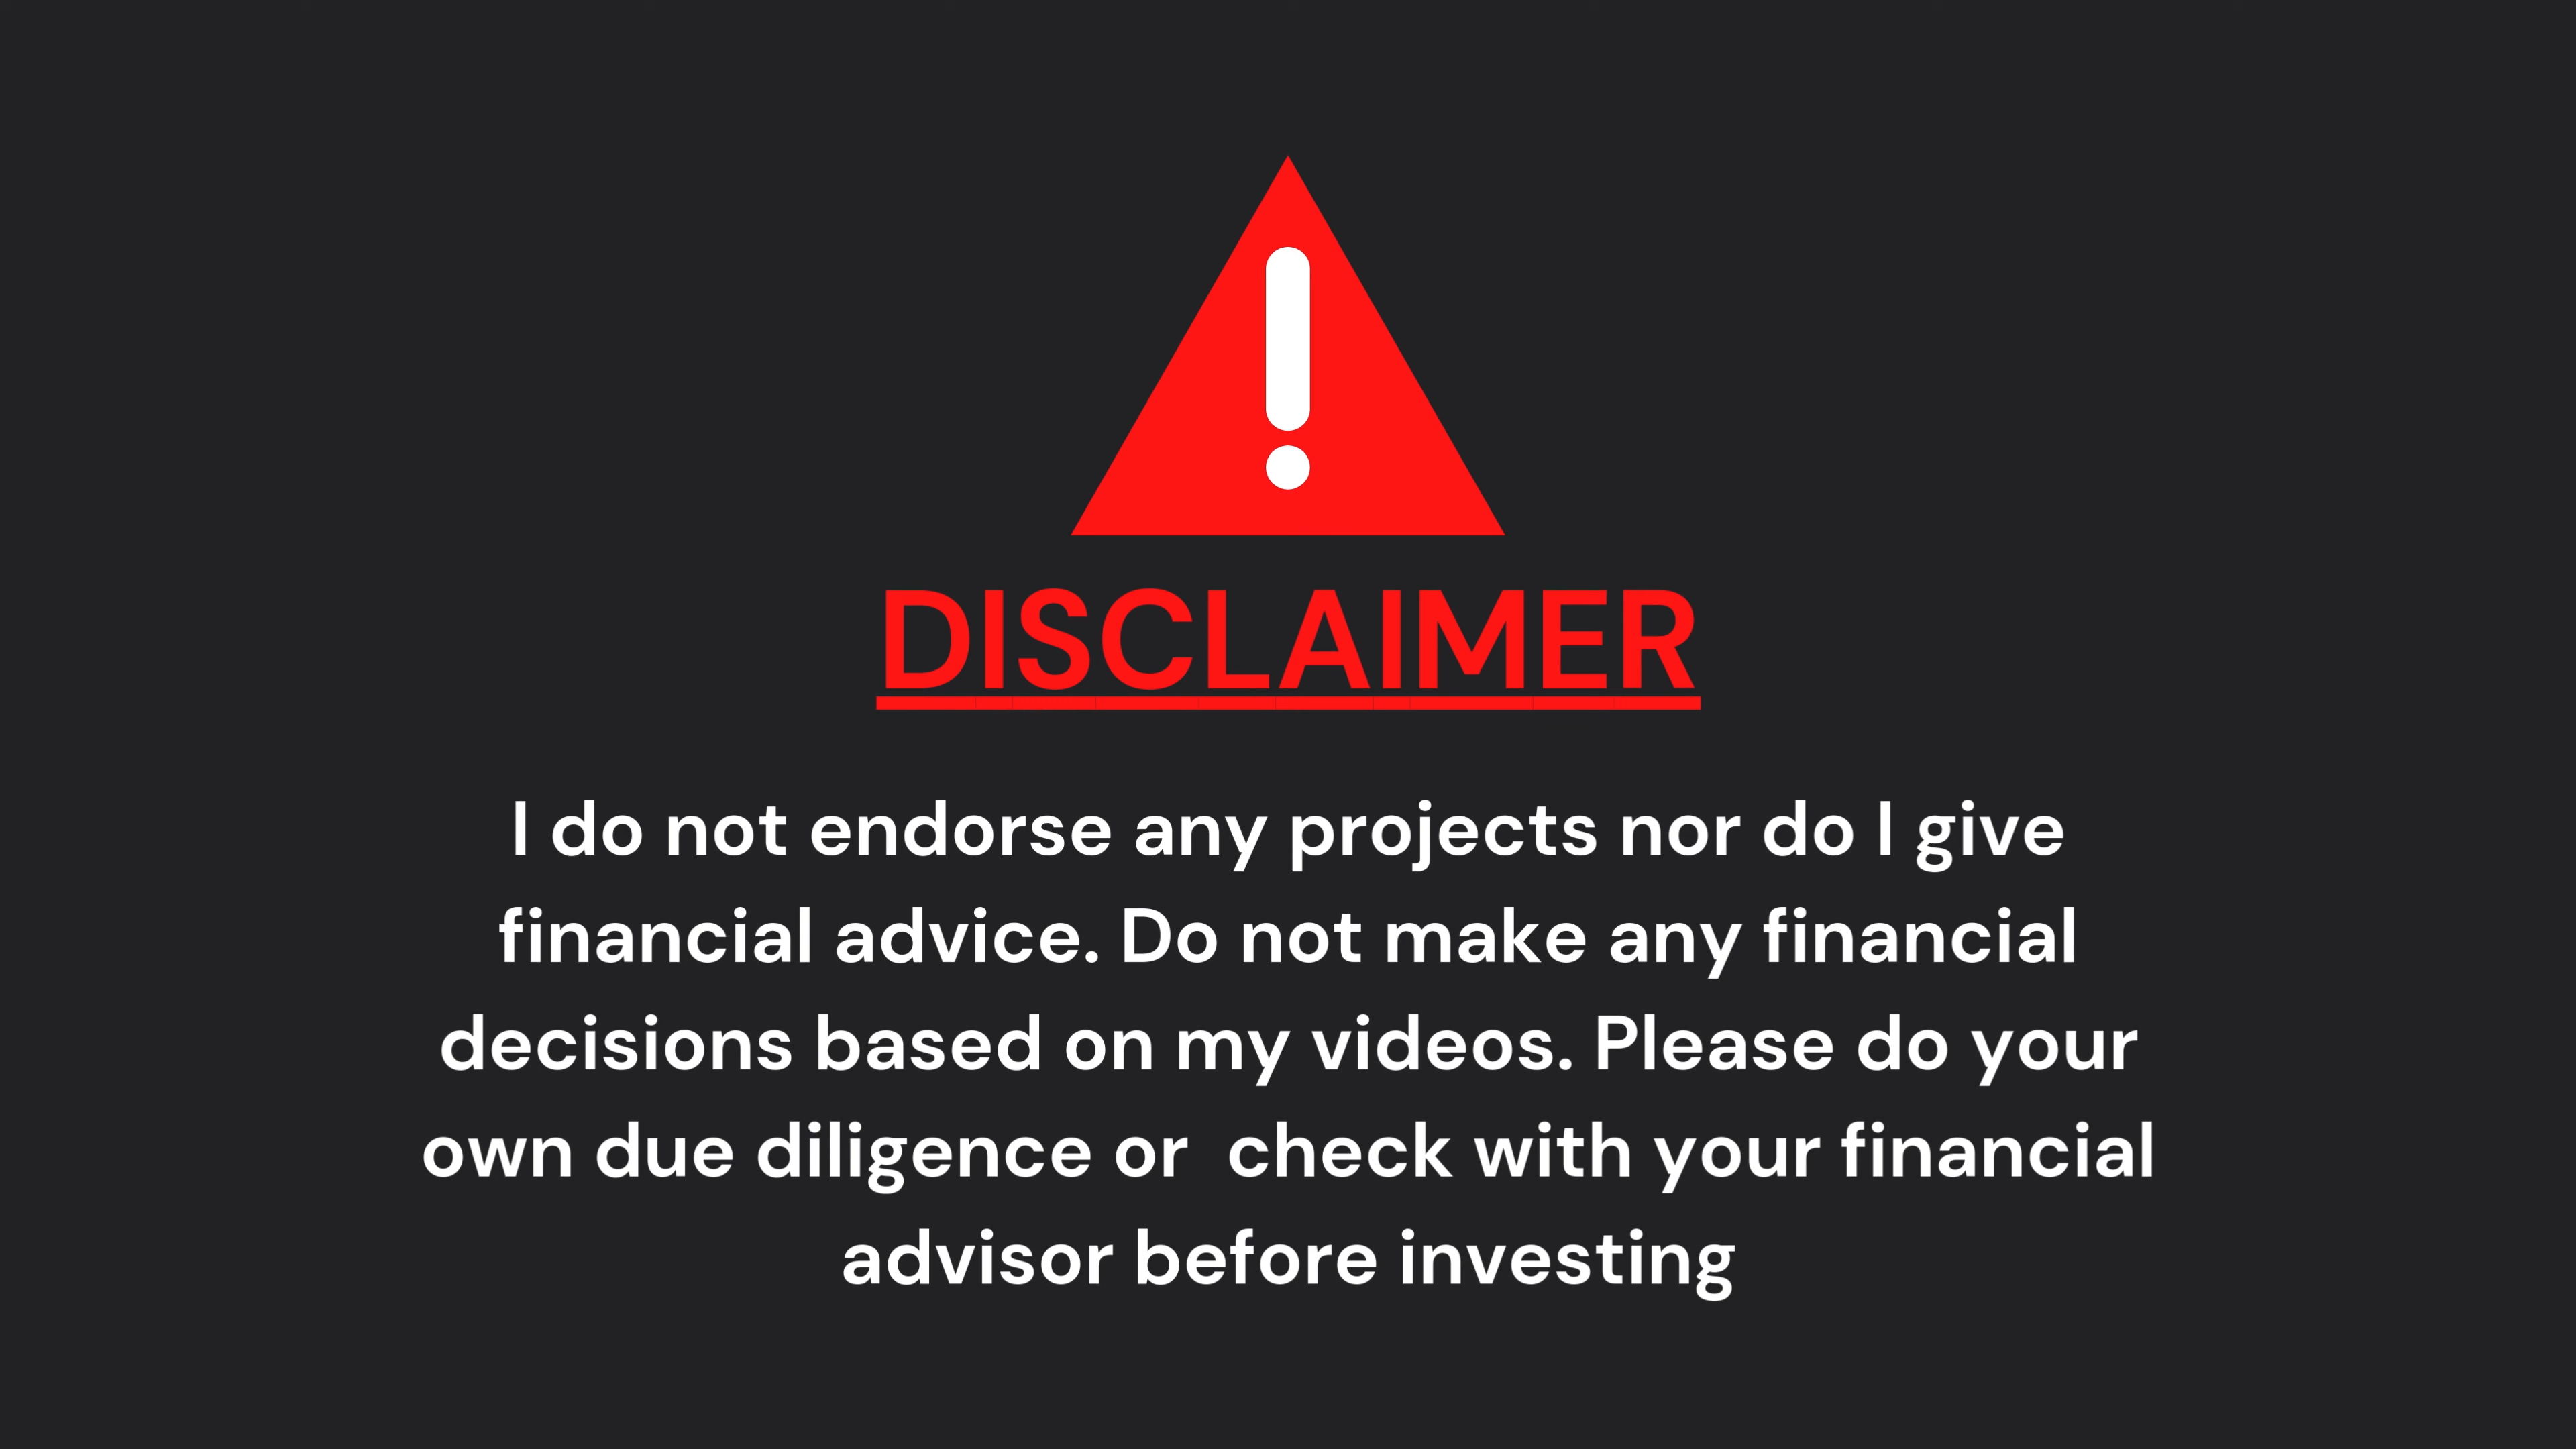 DISCLAIMER
I do not endorse any projects nor do I give
financial advice. Do not make any financial
decisions based on my videos. Please do your
own due diligence or  check with your financial
advisor before investing